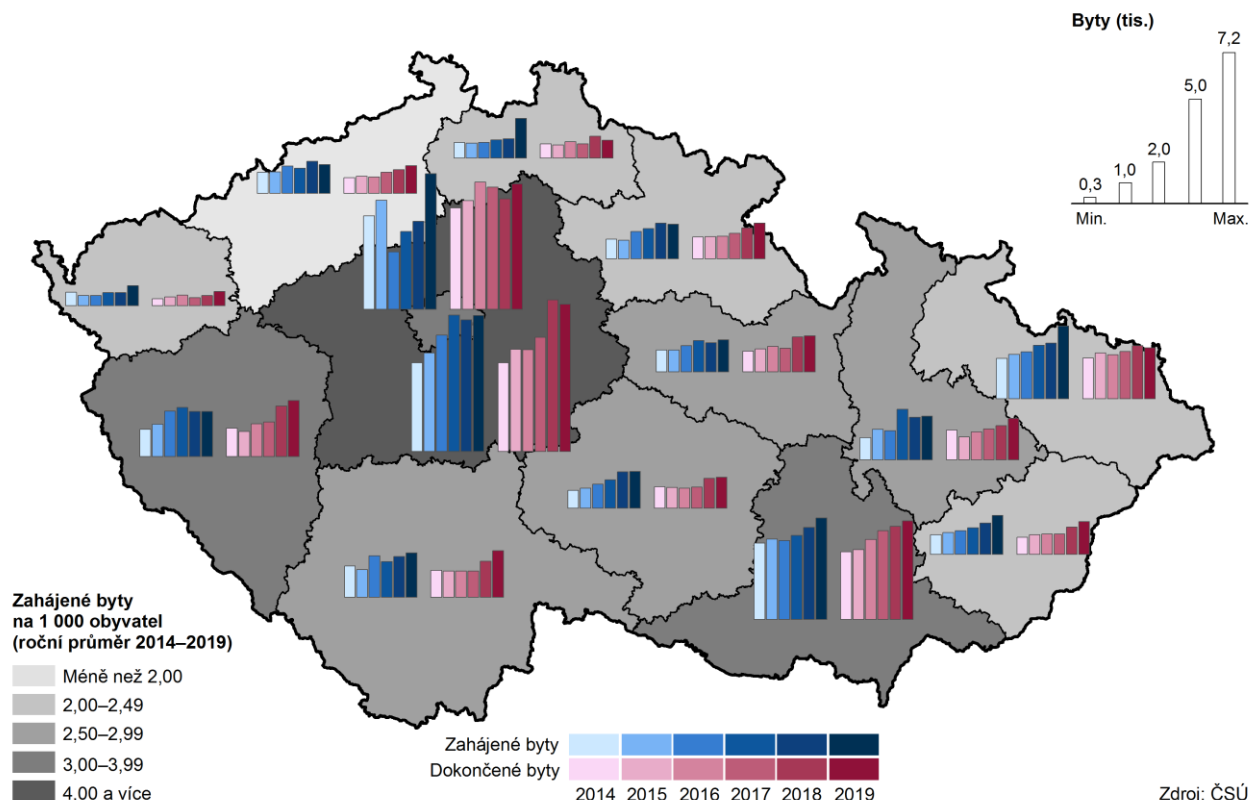 Byty (tis.)
7,2
5,0
2,0
1,0
0,3
Min.
Max.
Zahájené byty
na 1 000 obyvatel
(roční průměr 2014–2019)
Méně než 2,00
2,00–2,49
2,50–2,99
3,00–3,99
4,00 a více
Zahájené byty
Dokončené byty
2014 2015 2016 2017 2018 2019
Zdroj: ČSÚ